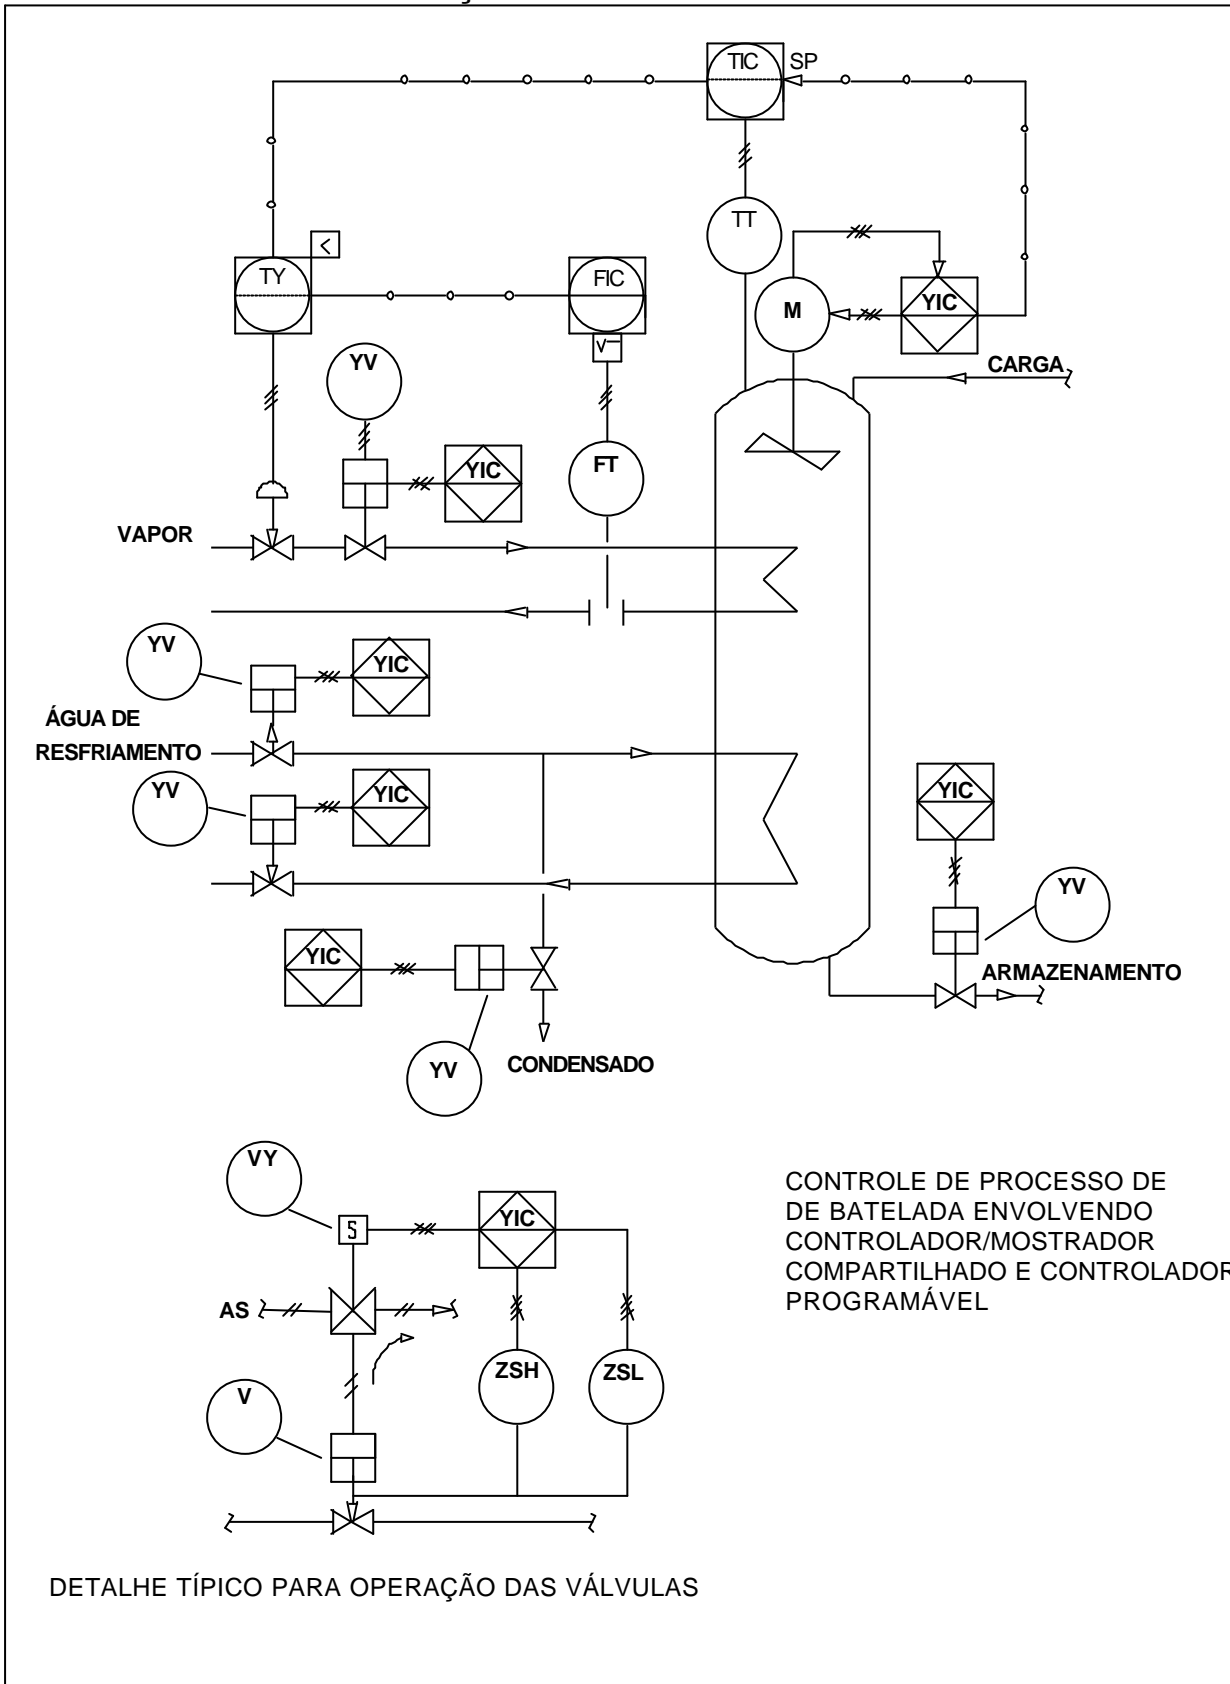 TIC
SP
TT
TY
<
FIC
√
M
YIC
YV
CARGA
YIC
FT
VAPOR
YV
YIC
ÁGUA DE
RESFRIAMENTO
YV
YIC
YIC
YV
YIC
YV
ARMAZENAMENTO
CONDENSADO
VY
S
YIC
AS
ZSH
ZSL
V
CONTROLE DE PROCESSO DE
DE BATELADA ENVOLVENDO
CONTROLADOR/MOSTRADOR
COMPARTILHADO E CONTROLADOR
PROGRAMÁVEL
DETALHE TÍPICO PARA OPERAÇÃO DAS VÁLVULAS